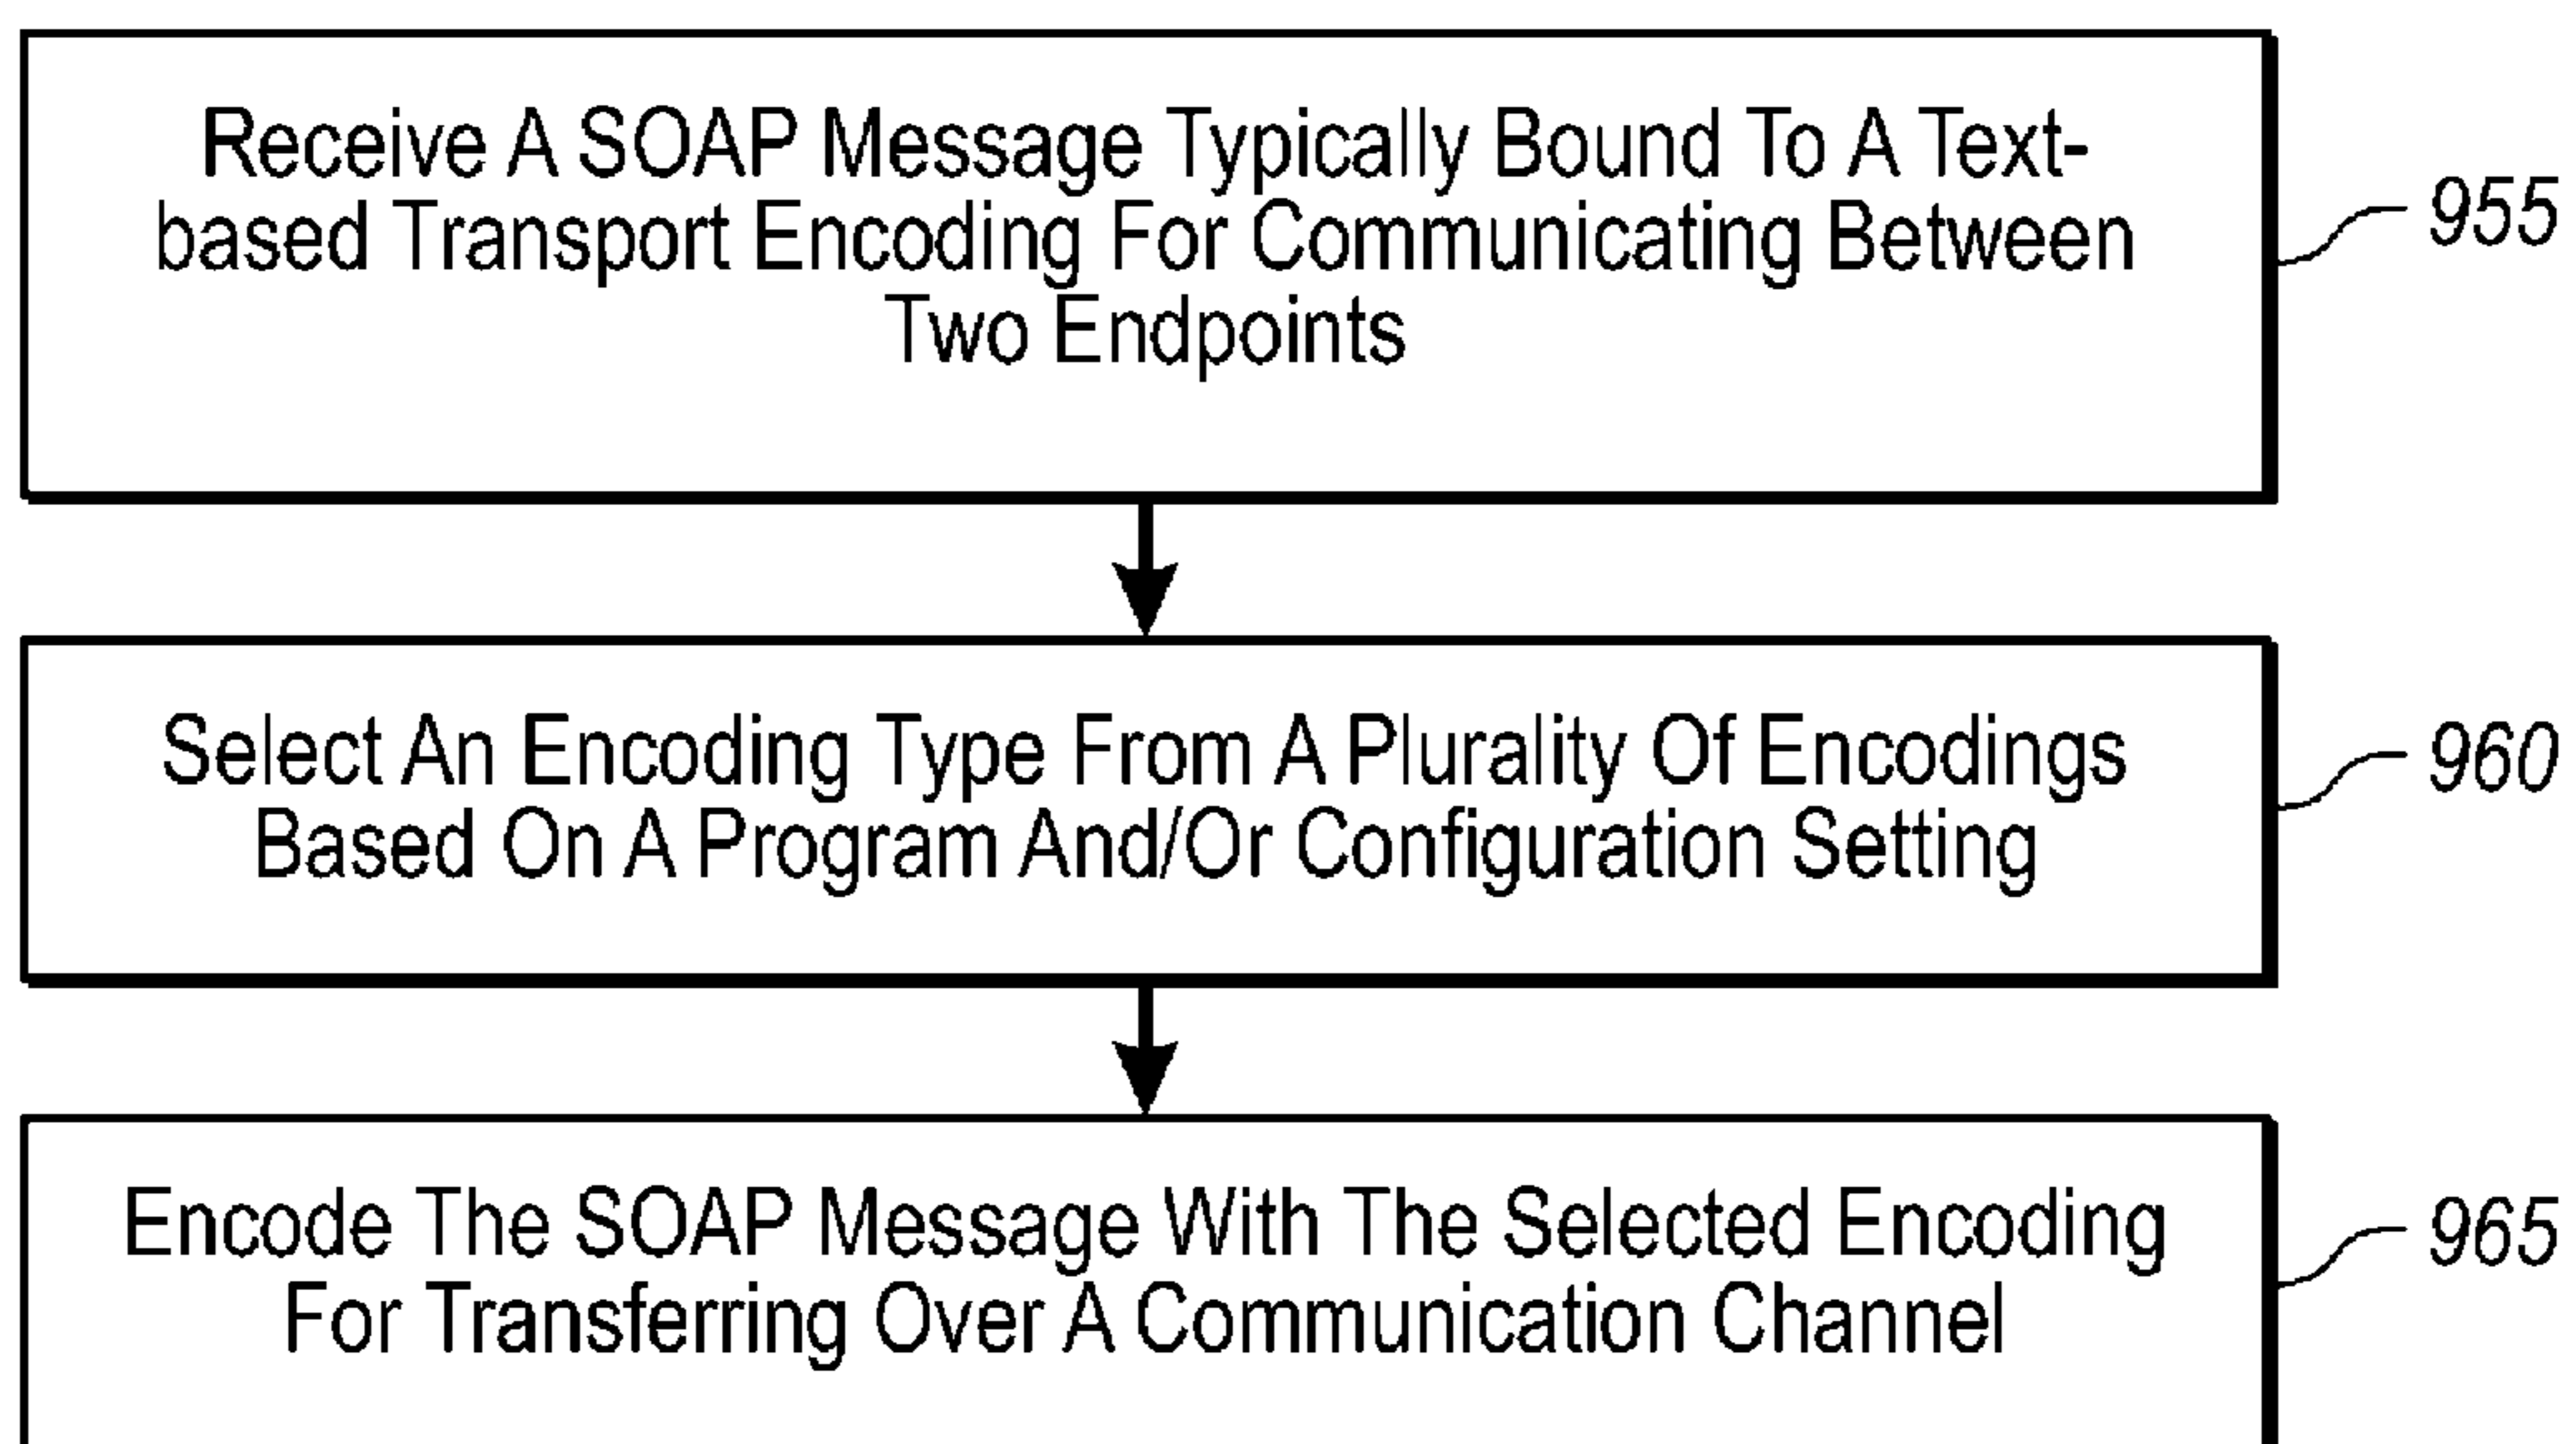 Receive A SOAP Message Typically Bound To A Text-
based Transport Encoding For Communicating Between
Two Endpoints
955
Select An Encoding Type From A Plurality Of Encodings
Based On A Program And/Or Configuration Setting
960
Encode The SOAP Message With The Selected Encoding
For Transferring Over A Communication Channel
965